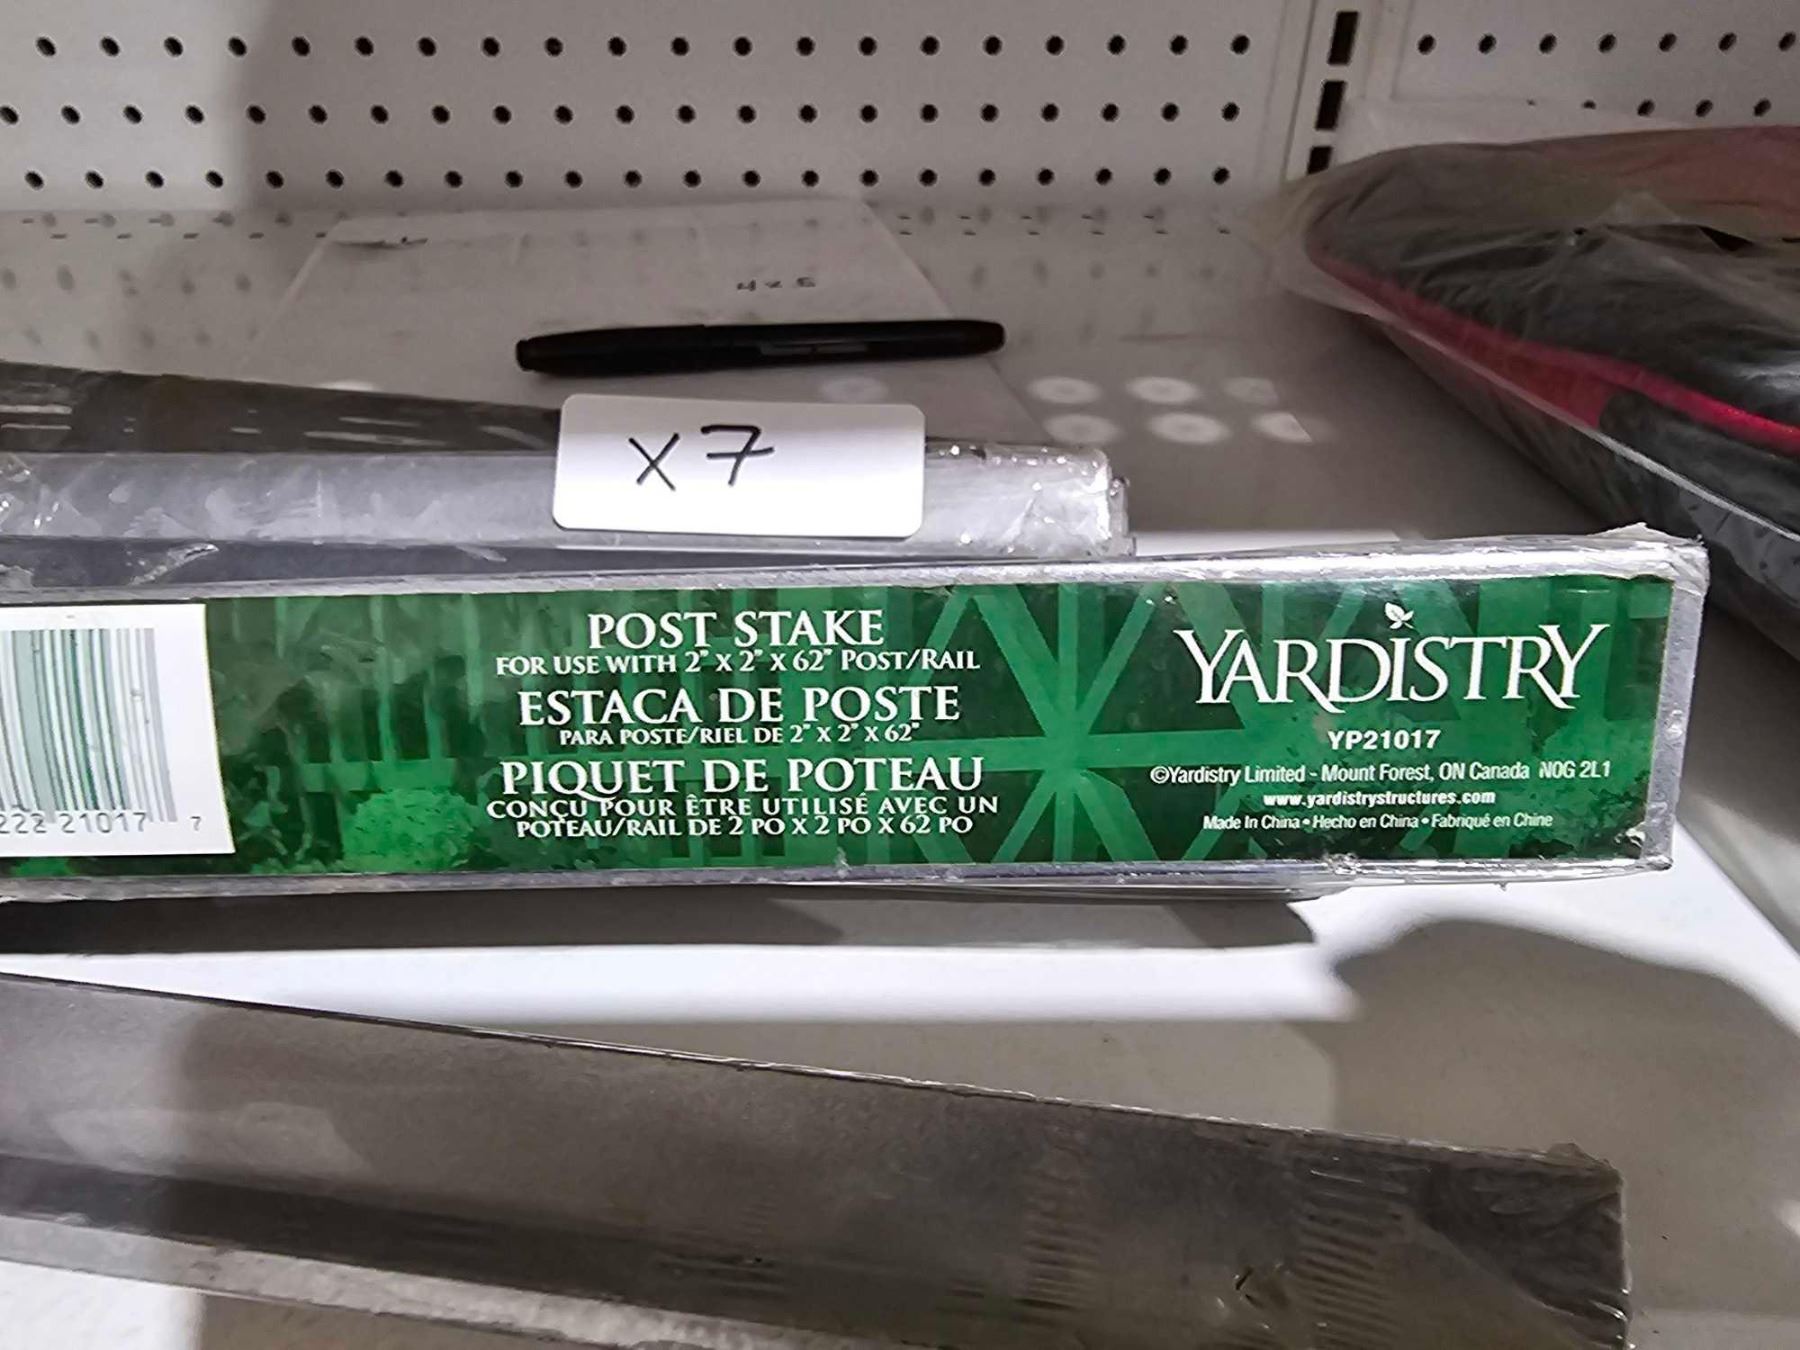 x7
POST STAKE
FOR USE WITH 2" X 2" X 62" POST/RAIL
ESTACA DE POSTE
PARA POSTE/RIEL DE 2" X 2" X 62"
PIQUET DE POTEAU
CONÇU POUR ÊTRE UTILISÉ AVEC UN
POTEAU/RAIL DE 2 PO X 2 PO X 62 PO
222 21017 7
YARDISTRY
YP21017
©Yardistry Limited - Mount Forest, ON Canada N0G 2L1
www.yardistrystructures.com
Made In China • Hecho en China • Fabriqué en Chine